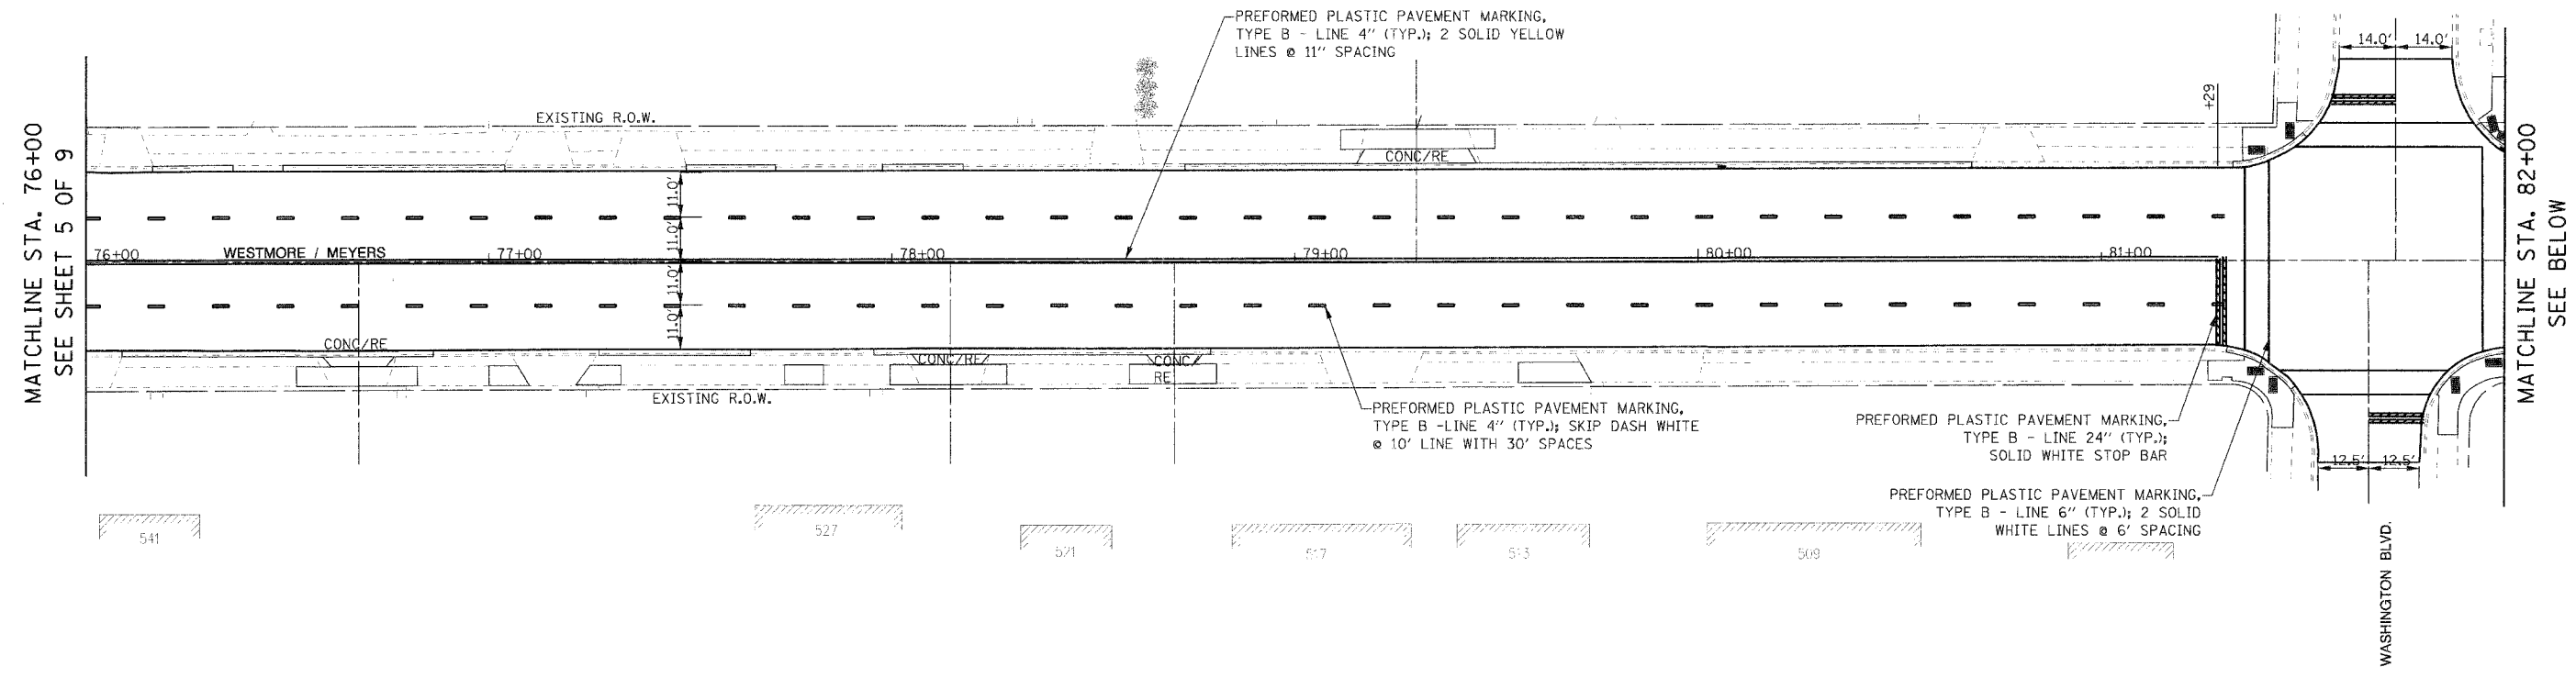 PREFORMED PLASTIC PAVEMENT MARKING,
TYPE B - LINE 4" (TYP.); 2 SOLID YELLOW
LINES @ 11" SPACING
14.0' 14.0'
+29
EXISTING R.O.W.
CONC/RE
MATCHLINE STA. 76+00
SEE SHEET 5 OF 9
11.0'
11.0'
11.0'
11.0'
76+00 WESTMORE / MEYERS 77+00 78+00 79+00 80+00 81+00
MATCHLINE STA. 82+00
SEE BELOW
CONC/RE
CONC/RE
CONC/
RE
EXISTING R.O.W.
PREFORMED PLASTIC PAVEMENT MARKING,
TYPE B -LINE 4" (TYP.); SKIP DASH WHITE
@ 10' LINE WITH 30' SPACES
PREFORMED PLASTIC PAVEMENT MARKING,
TYPE B - LINE 24" (TYP.);
SOLID WHITE STOP BAR
12.5' 12.5'
PREFORMED PLASTIC PAVEMENT MARKING,
TYPE B - LINE 6" (TYP.); 2 SOLID
WHITE LINES @ 6' SPACING
541
527
521
517
513
509
WASHINGTON BLVD.